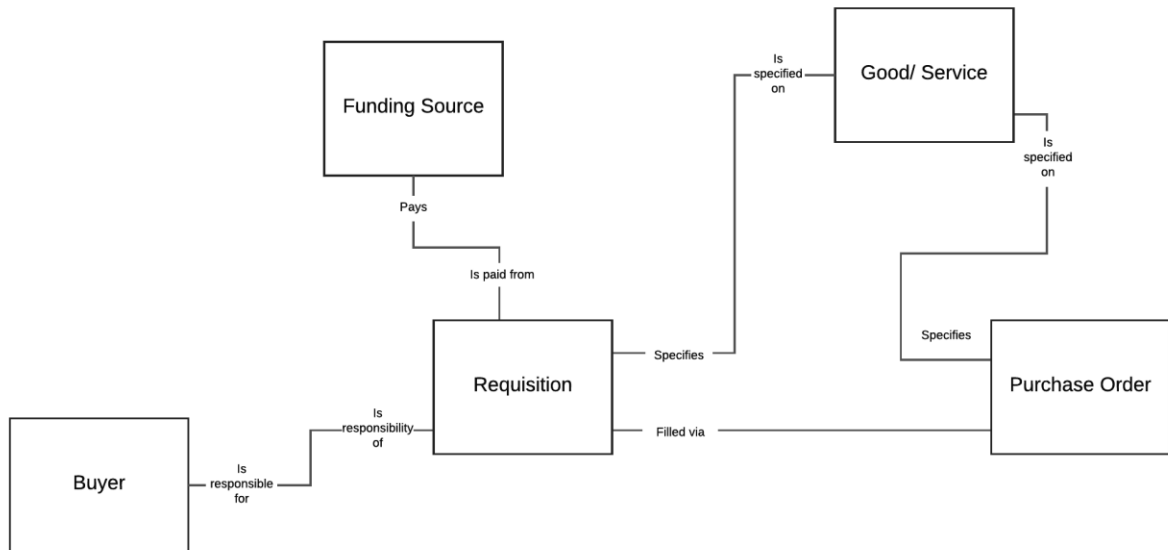 Funding Source
Pays
Is paid from
Good/ Service
Is
specified
on
Is
specified
on
Requisition
Specifies
Filled via
Specifies
Purchase Order
Buyer
Is
responsible
for
Is
responsibility
of